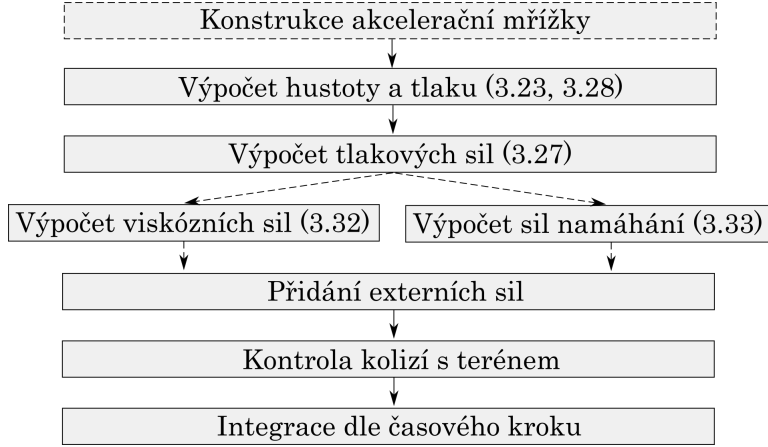 Konstrukce akcelerační mřížky
Výpočet hustoty a tlaku (3.23, 3.28)
Výpočet tlakových sil (3.27)
Výpočet viskózních sil (3.32)
Výpočet sil namáhání (3.33)
Přidání externích sil
Kontrola kolizí s terénem
Integrace dle časového kroku